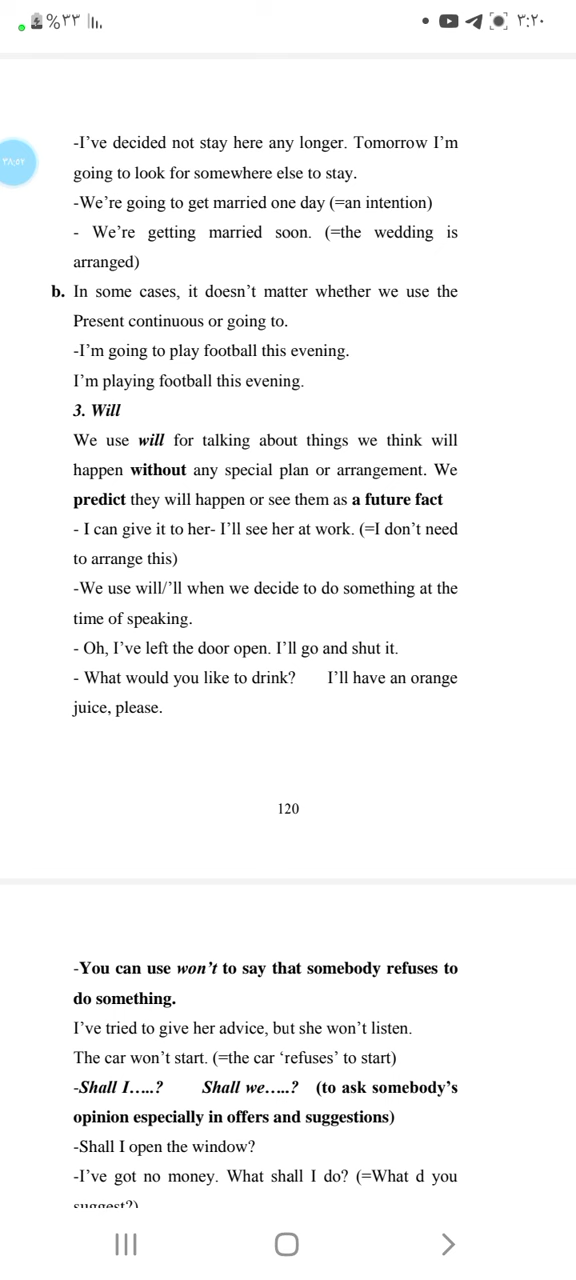 %٣٣ ٣:٢٠
٢٨:٥٢
-I've decided not stay here any longer. Tomorrow I'm
going to look for somewhere else to stay.
-We're going to get married one day (=an intention)
- We're getting married soon. (=the wedding is
arranged)
b. In some cases, it doesn't matter whether we use the
Present continuous or going to.
-I'm going to play football this evening.
I'm playing football this evening.
3. Will
We use will for talking about things we think will
happen without any special plan or arrangement. We
predict they will happen or see them as a future fact
- I can give it to her- I'll see her at work. (=I don't need
to arrange this)
-We use will/'ll when we decide to do something at the
time of speaking.
- Oh, I've left the door open. I'll go and shut it.
- What would you like to drink? I'll have an orange
juice, please.
120
-You can use won't to say that somebody refuses to
do something.
I've tried to give her advice, but she won't listen.
The car won't start. (=the car 'refuses' to start)
-Shall I…..? Shall we…..? (to ask somebody's
opinion especially in offers and suggestions)
-Shall I open the window?
-I've got no money. What shall I do? (=What d you
suggest?)